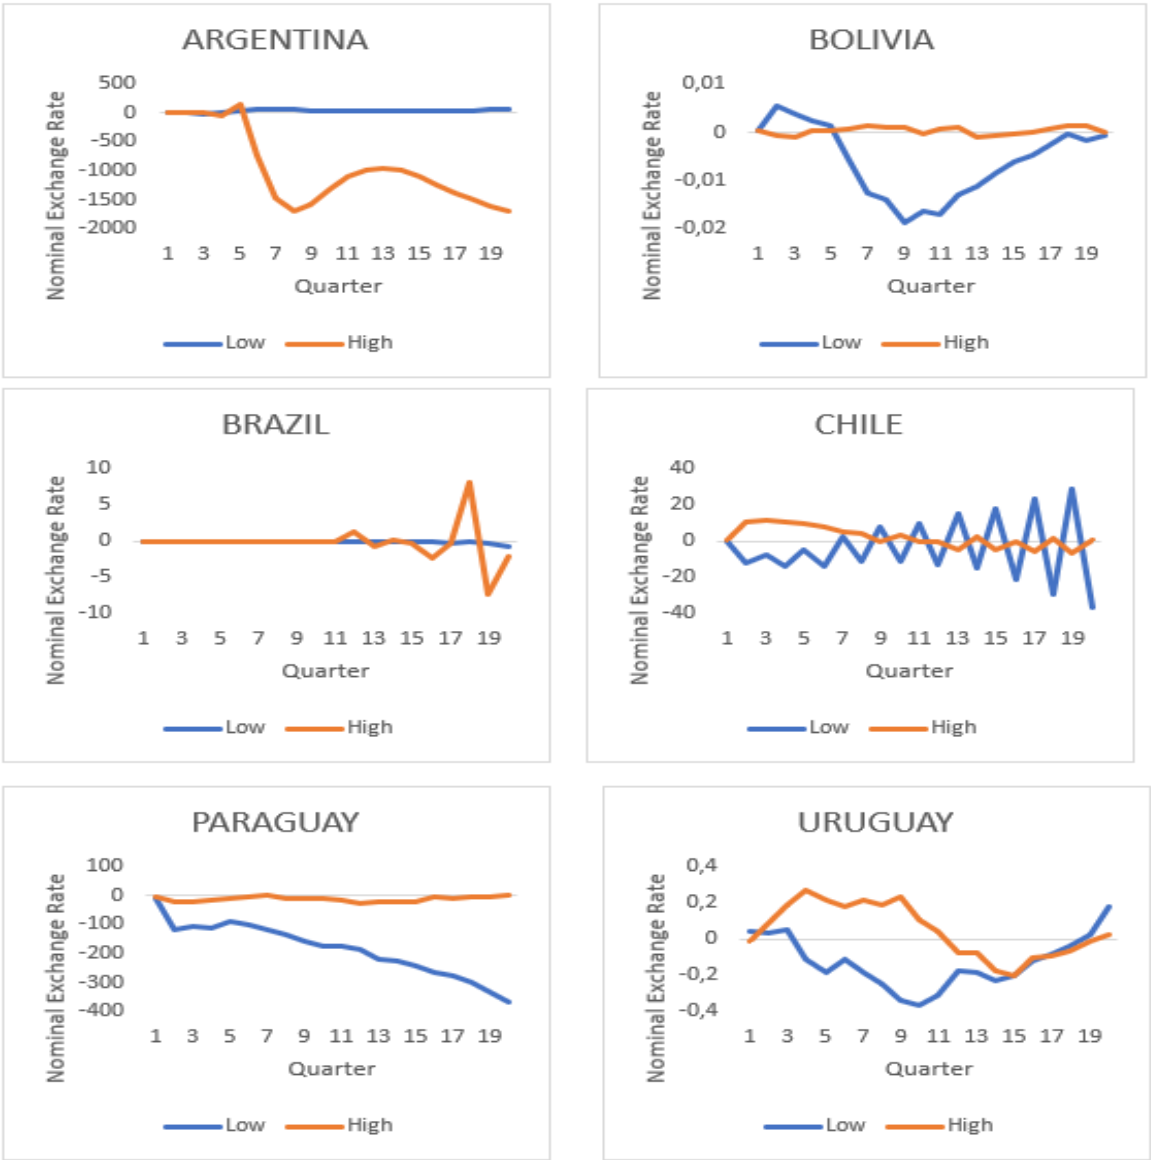 ARGENTINA
Nominal Exchange Rate
500
0
-500
-1000
-1500
-2000
1 3 5 7 9 11 13 15 17 19
Quarter
Low High
BOLIVIA
Nominal Exchange Rate
0,01
0
-0,01
-0,02
1 3 5 7 9 11 13 15 17 19
Quarter
Low High
BRAZIL
Nominal Exchange Rate
10
5
0
-5
-10
1 3 5 7 9 11 13 15 17 19
Quarter
Low High
CHILE
Nominal Exchange Rate
40
20
0
-20
-40
1 3 5 7 9 11 13 15 17 19
Quarter
Low High
PARAGUAY
Nominal Exchange Rate
100
0
-100
-200
-300
-400
1 3 5 7 9 11 13 15 17 19
Quarter
Low High
URUGUAY
Nominal Exchange Rate
0,4
0,2
0
-0,2
-0,4
1 3 5 7 9 11 13 15 17 19
Quarter
Low High